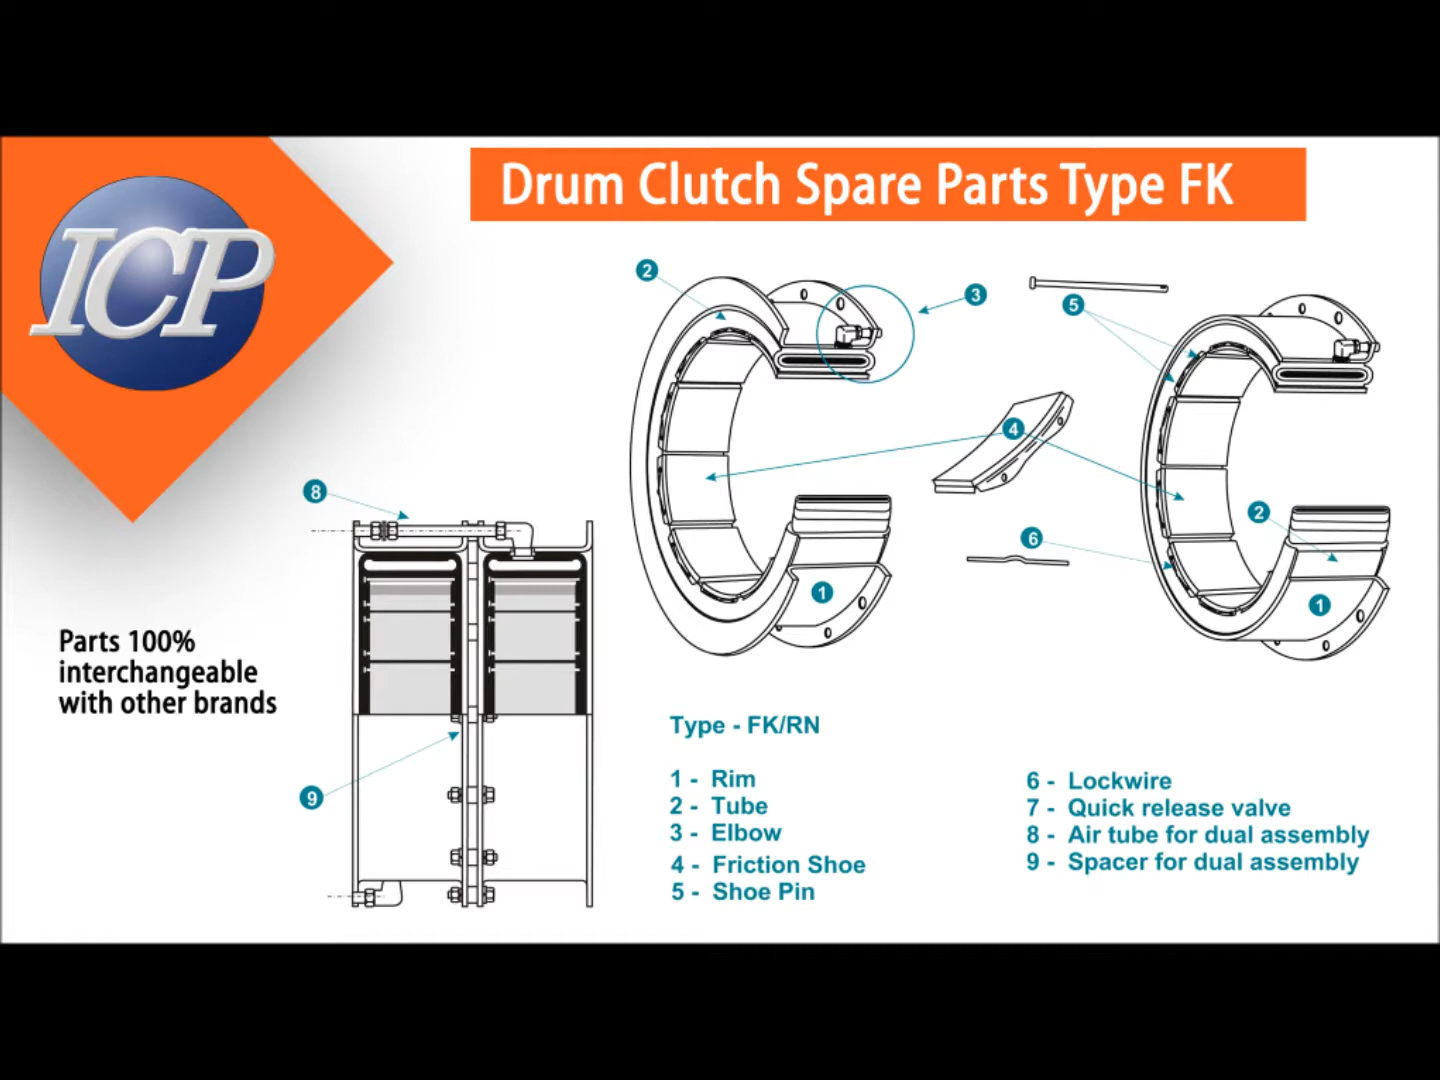 ICP
Drum Clutch Spare Parts Type FK
2
3
5
4
8
2
6
1
1
9
Parts 100%
interchangeable
with other brands
Type - FK/RN
1 - Rim
2 - Tube
3 - Elbow
4 - Friction Shoe
5 - Shoe Pin
6 - Lockwire
7 - Quick release valve
8 - Air tube for dual assembly
9 - Spacer for dual assembly